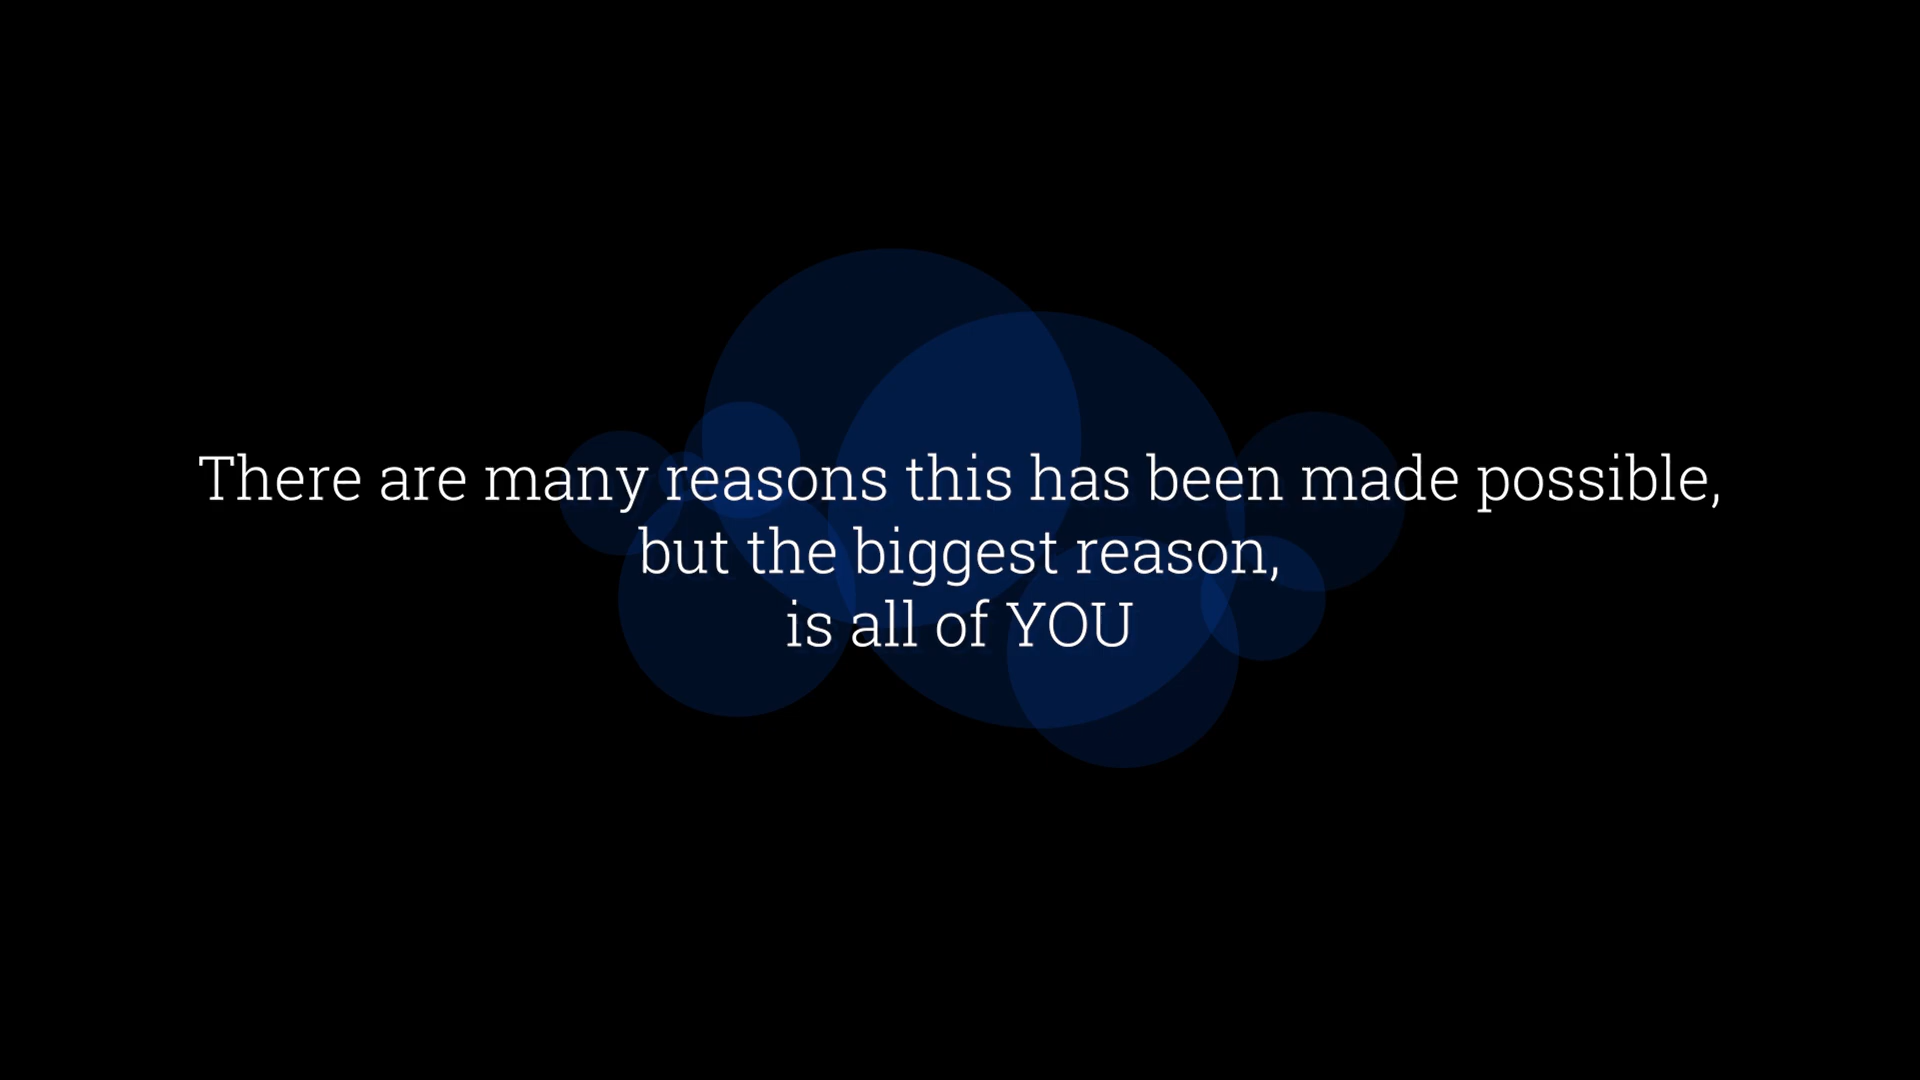 There are many reasons this has been made possible,
but the biggest reason,
is all of YOU